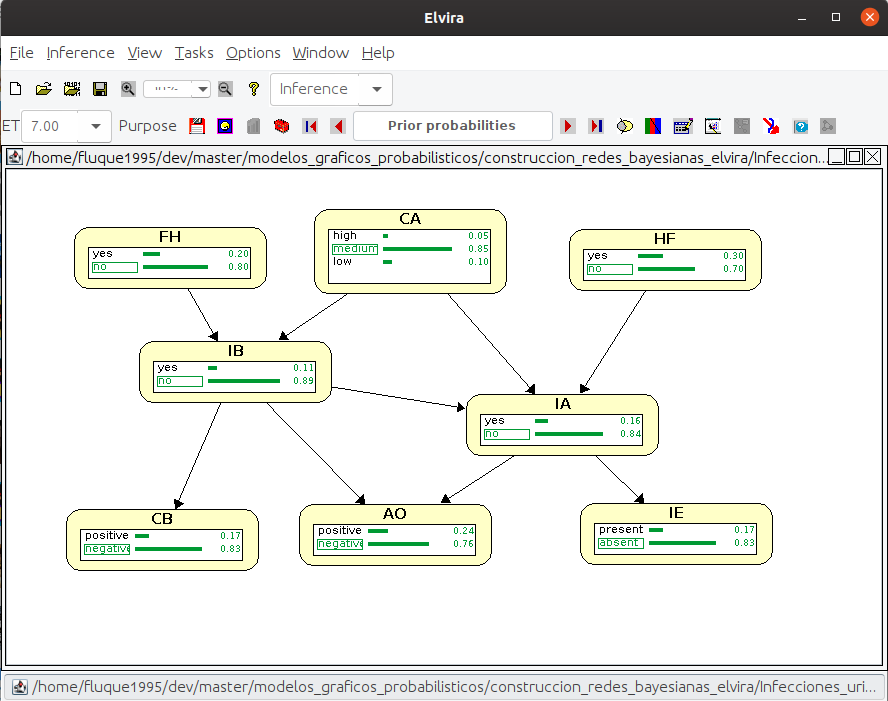 Elvira
File Inference View Tasks Options Window Help
Inference
ET 7.00 Purpose Prior probabilities
/home/fluque1995/dev/master/modelos_graficos_probabilisticos/construccion_redes_bayesianas_elvira/Infeccion...
CA
high 0.05
medium 0.85
low 0.10
FH
yes 0.20
no 0.80
HF
yes 0.30
no 0.70
IB
yes 0.11
no 0.89
IA
yes 0.16
no 0.84
CB
positive 0.17
negative 0.83
AO
positive 0.24
negative 0.76
IE
present 0.17
absent 0.83
/home/fluque1995/dev/master/modelos_graficos_probabilisticos/construccion_redes_bayesianas_elvira/Infecciones_uri...